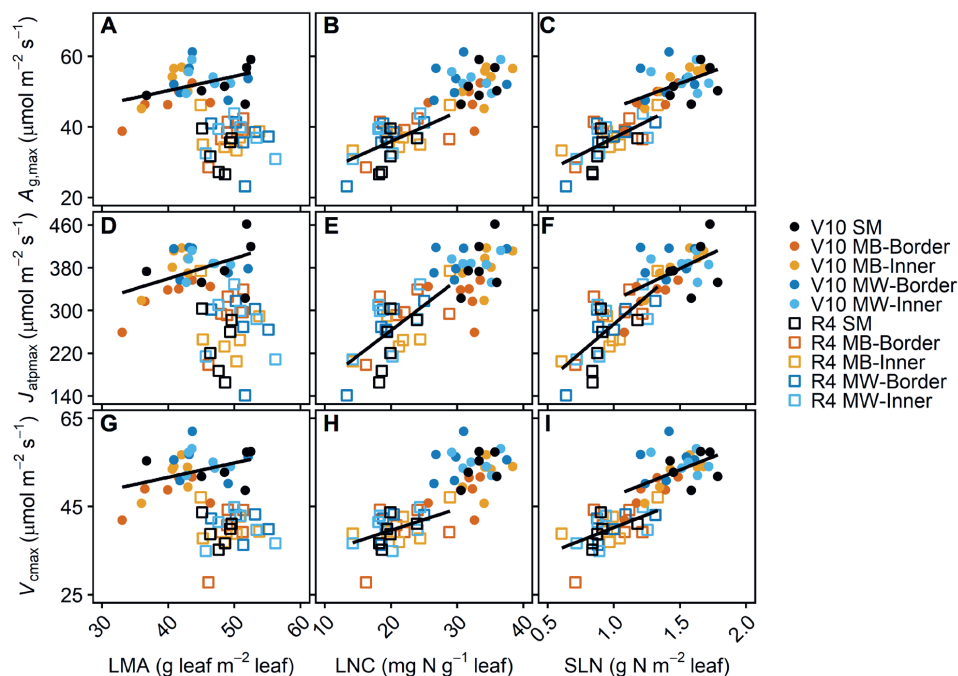 A B C
A g,max (μmol m−2 s−1)
60
40
20
D E F
J atpmax (μmol m−2 s−1)
460
380
300
220
140
G H I
V cmax (μmol m−2 s−1)
65
45
25
30 40 50 60
10 20 30 40
0.5 1.0 1.5 2.0
LMA (g leaf m−2 leaf)
LNC (mg N g−1 leaf)
SLN (g N m−2 leaf)
V10 SM
V10 MB-Border
V10 MB-Inner
V10 MW-Border
V10 MW-Inner
R4 SM
R4 MB-Border
R4 MB-Inner
R4 MW-Border
R4 MW-Inner